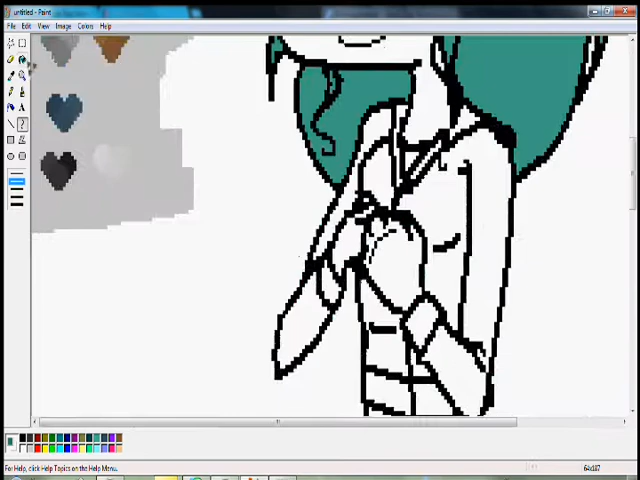 untitled - Paint
File Edit View Image Colors Help
For Help, click Help Topics on the Help Menu.